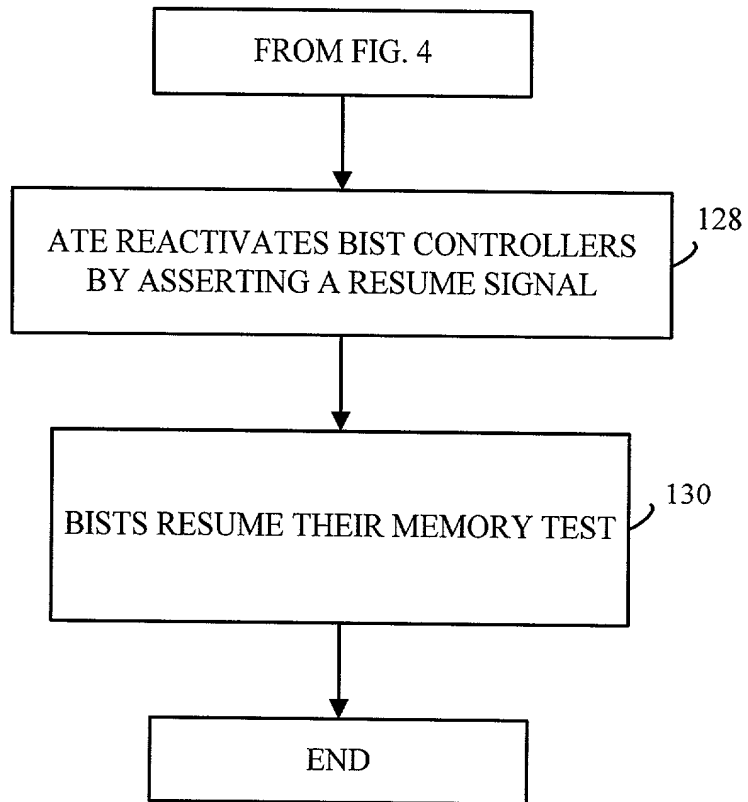 FROM FIG. 4
128
ATE REACTIVATES BIST CONTROLLERS
BY ASSERTING A RESUME SIGNAL
130
BISTS RESUME THEIR MEMORY TEST
END